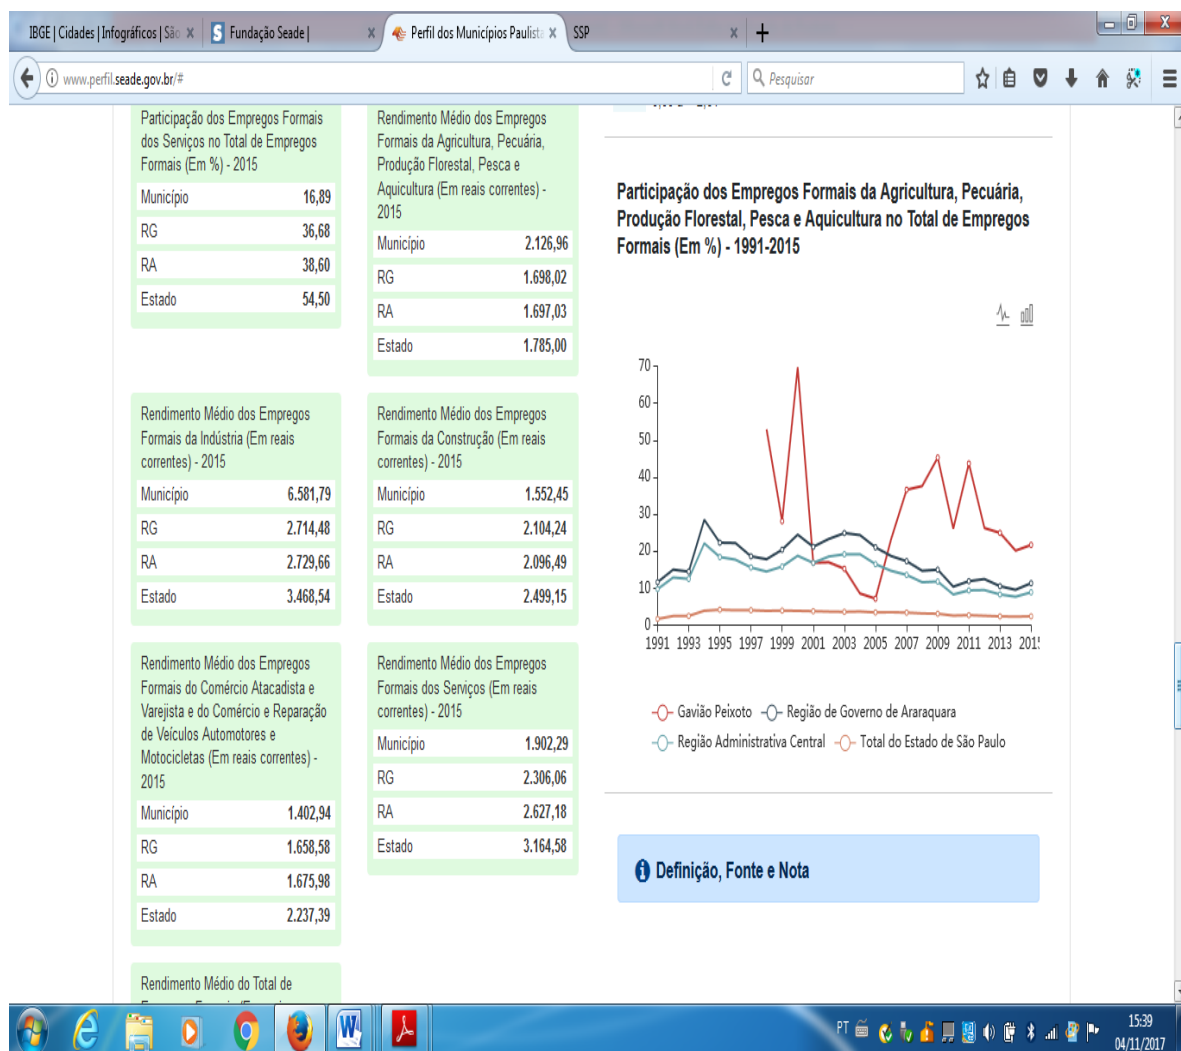 IBGE | Cidades | Infográficos | São
Fundação Seade |
Perfil dos Municípios Paulista
SSP
www.perfil.seade.gov.br/#
Pesquisar
Participação dos Empregos Formais
dos Serviços no Total de Empregos
Formais (Em %) - 2015
Município 16,89
RG 36,68
RA 38,60
Estado 54,50
Rendimento Médio dos Empregos
Formais da Agricultura, Pecuária,
Produção Florestal, Pesca e
Aquicultura (Em reais correntes) -
2015
Município 2.126,96
RG 1.698,02
RA 1.697,03
Estado 1.785,00
Rendimento Médio dos Empregos
Formais da Indústria (Em reais
correntes) - 2015
Município 6.581,79
RG 2.714,48
RA 2.729,66
Estado 3.468,54
Rendimento Médio dos Empregos
Formais da Construção (Em reais
correntes) - 2015
Município 1.552,45
RG 2.104,24
RA 2.096,49
Estado 2.499,15
Rendimento Médio dos Empregos
Formais do Comércio Atacadista e
Varejista e do Comércio e Reparação
de Veículos Automotores e
Motocicletas (Em reais correntes) -
2015
Município 1.402,94
RG 1.658,58
RA 1.675,98
Estado 2.237,39
Rendimento Médio dos Empregos
Formais dos Serviços (Em reais
correntes) - 2015
Município 1.902,29
RG 2.306,06
RA 2.627,18
Estado 3.164,58
Rendimento Médio do Total de
Participação dos Empregos Formais da Agricultura, Pecuária,
Produção Florestal, Pesca e Aquicultura no Total de Empregos
Formais (Em %) - 1991-2015
70
60
50
40
30
20
10
0
1991 1993 1995 1997 1999 2001 2003 2005 2007 2009 2011 2013 2015
Gavião Peixoto Região de Governo de Araraquara
Região Administrativa Central Total do Estado de São Paulo
Definição, Fonte e Nota
PT
15:39
04/11/2017